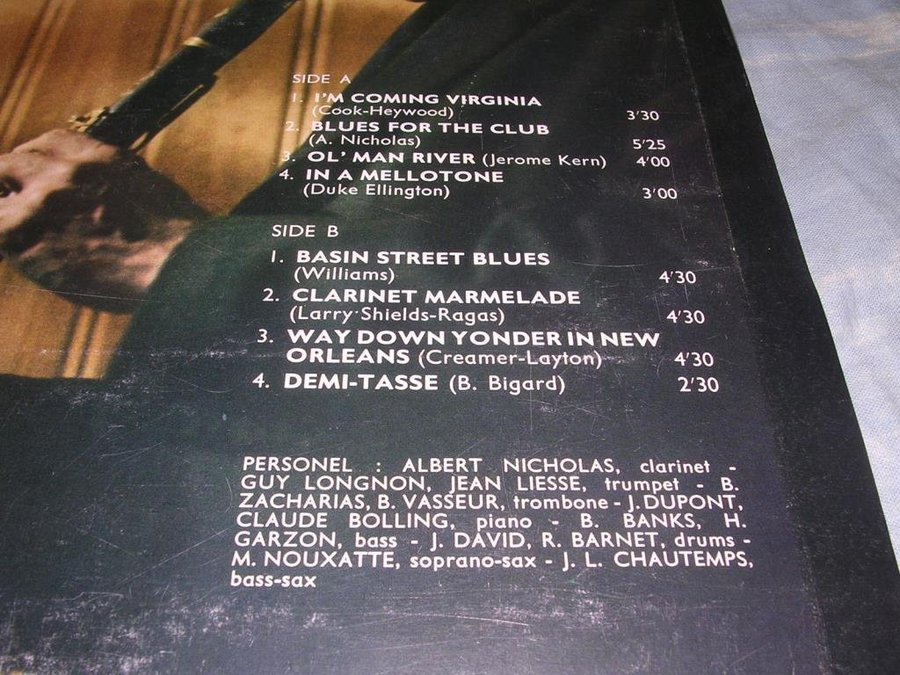 SIDE A
1. I'M COMING VIRGINIA
(Cook-Heywood) 3'30
2. BLUES FOR THE CLUB
(A. Nicholas) 5'25
3. OL' MAN RIVER (Jerome Kern) 4'00
4. IN A MELLOTONE
(Duke Ellington) 3'00
SIDE B
1. BASIN STREET BLUES
(Williams) 4'30
2. CLARINET MARMELADE
(Larry Shields-Ragas) 4'30
3. WAY DOWN YONDER IN NEW
ORLEANS (Creamer-Layton) 4'30
4. DEMI-TASSE (B. Bigard) 2'30
PERSONEL : ALBERT NICHOLAS, clarinet -
GUY LONGNON, JEAN LIESSE, trumpet - B.
ZACHARIAS, B. VASSEUR, trombone - J. DUPONT,
CLAUDE BOLLING, piano - B. BANKS, H.
GARZON, bass - J. DAVID, R. BARNET, drums -
M. NOUXATTE, soprano-sax - J. L. CHAUTEMPS,
bass-sax